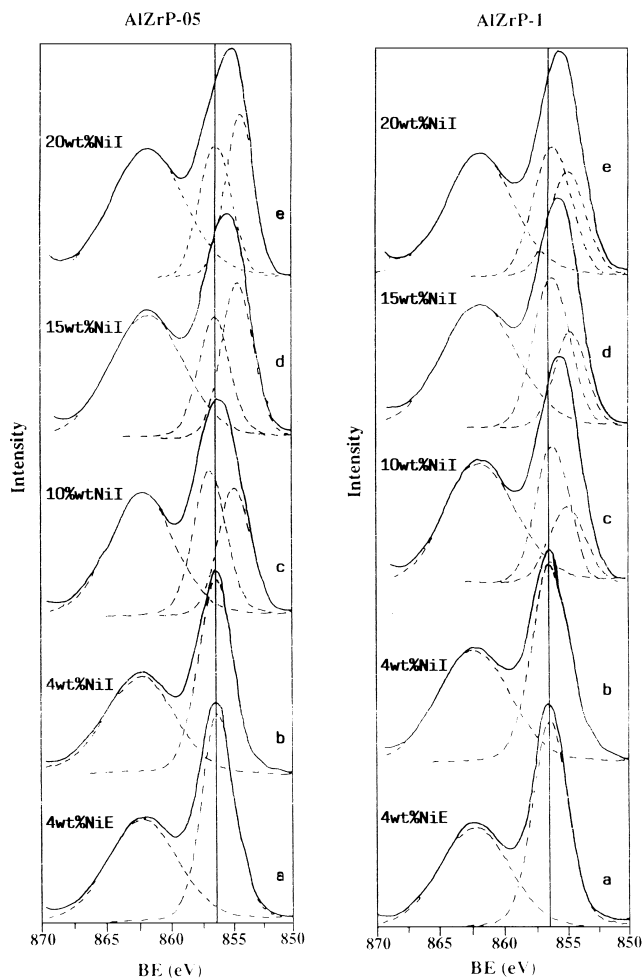 AlZrP-05
20wt%NiI
e
15wt%NiI
d
10%wtNiI
c
4wt%NiI
b
4wt%NiE
a
Intensity
870 865 860 855 850
BE (eV)
AlZrP-1
20wt%NiI
e
15wt%NiI
d
10wt%NiI
c
4wt%NiI
b
4wt%NiE
a
Intensity
870 865 860 855 850
BE (eV)